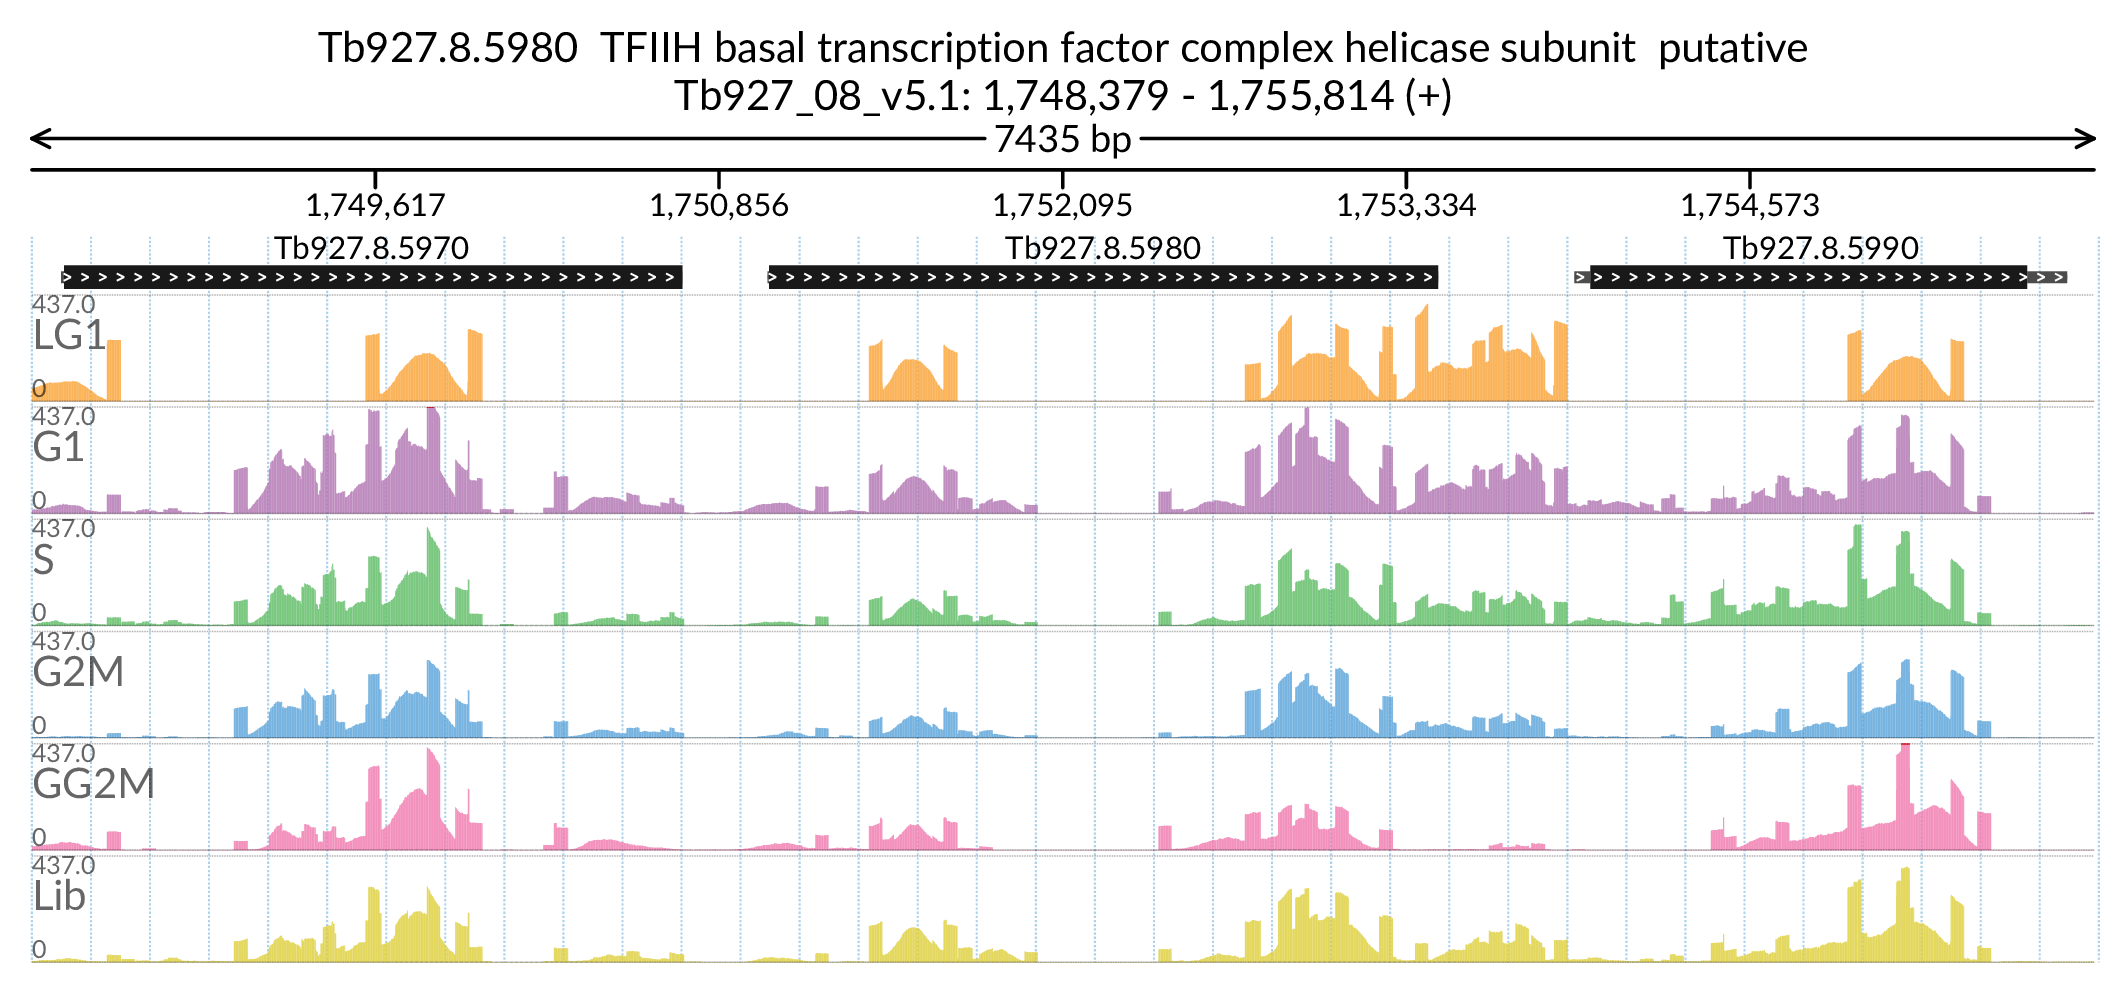 Tb927.8.5980  TFIIH basal transcription factor complex helicase subunit  putative
Tb927_08_v5.1: 1,748,379 - 1,755,814 (+)
7435 bp
1,749,617 1,750,856 1,752,095 1,753,334 1,754,573
Tb927.8.5970 Tb927.8.5980 Tb927.8.5990
437.0
LG1
0
437.0
G1
0
437.0
S
0
437.0
G2M
0
437.0
GG2M
0
437.0
Lib
0